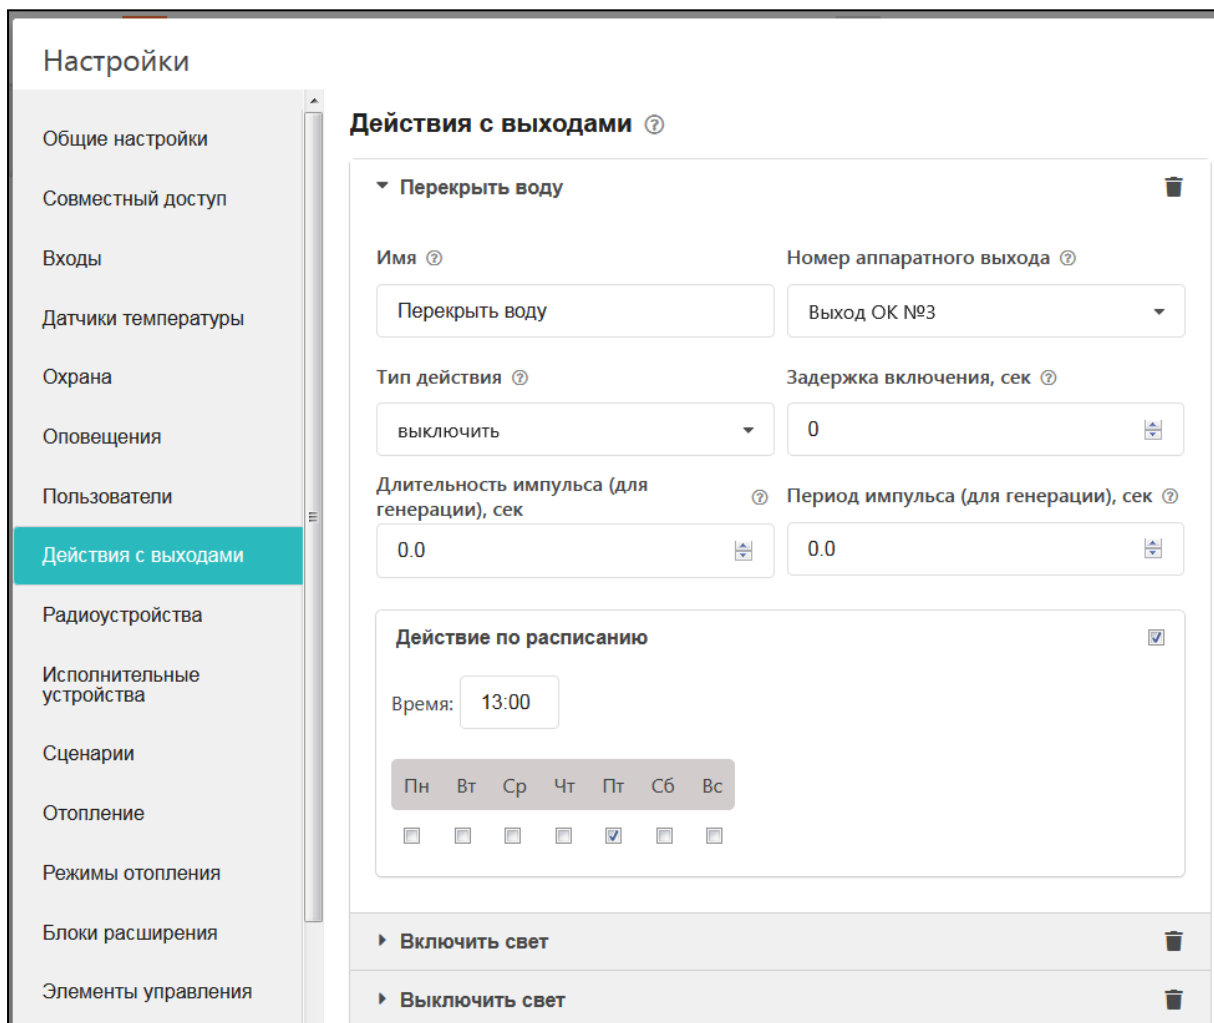 Настройки
Общие настройки
Совместный доступ
Входы
Датчики температуры
Охрана
Оповещения
Пользователи
Действия с выходами
Радиоустройства
Исполнительные
устройства
Сценарии
Отопление
Режимы отопления
Блоки расширения
Элементы управления
Действия с выходами ?
Перекрыть воду
Имя ?
Номер аппаратного выхода ?
Перекрыть воду
Выход ОК №3
Тип действия ?
Задержка включения, сек ?
выключить
0
Длительность импульса (для
генерации), сек ?
Период импульса (для генерации), сек ?
0.0
0.0
Действие по расписанию
Время: 13:00
Пн Вт Ср Чт Пт Сб Вс
Включить свет
Выключить свет